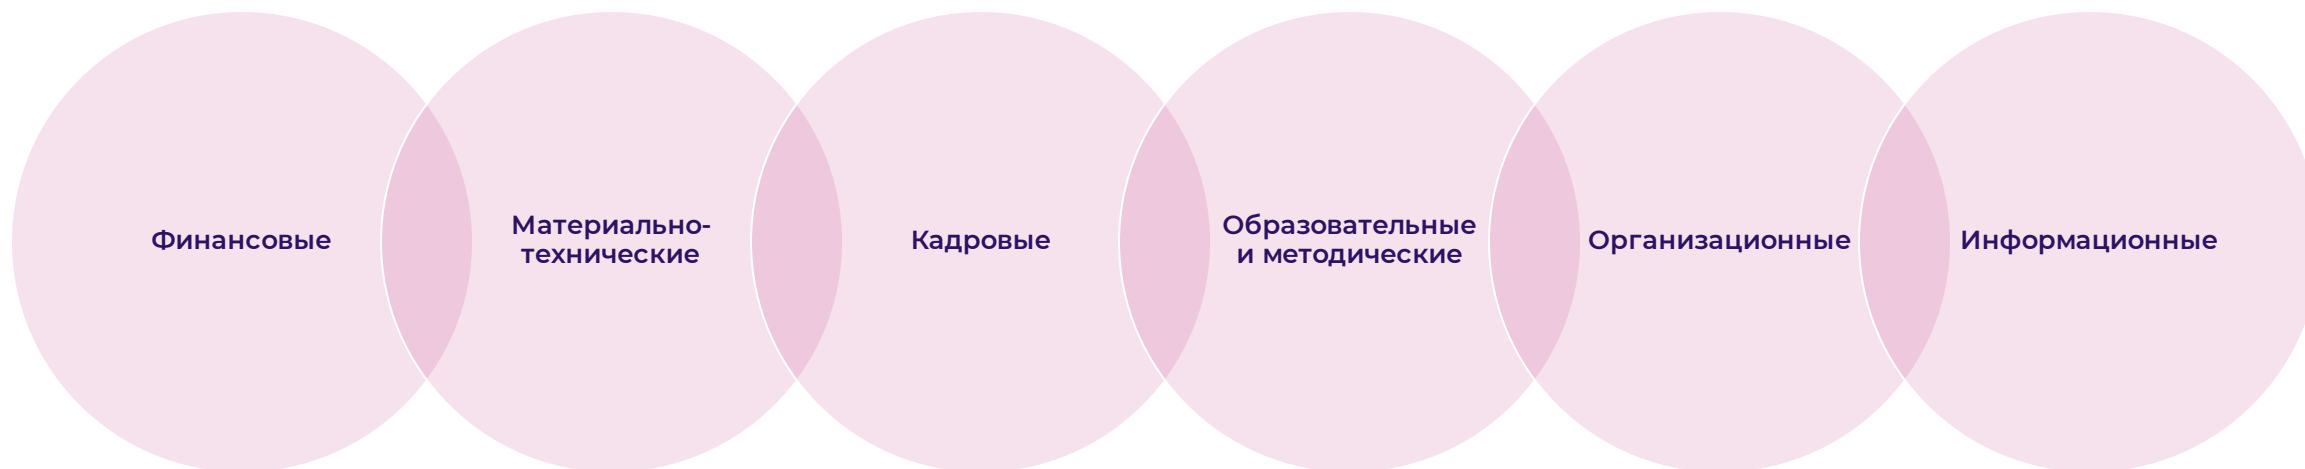 Финансовые
Материально-
технические
Кадровые
Образовательные
и методические
Организационные
Информационные